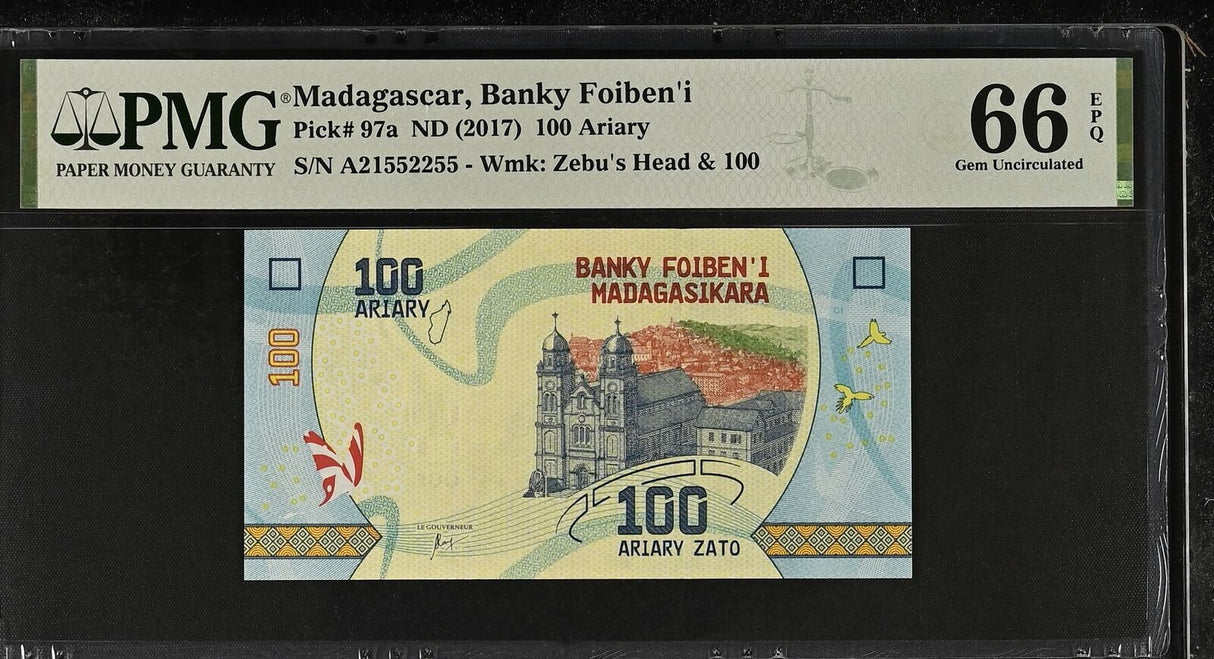 PMG®
PAPER MONEY GUARANTY
Madagascar, Banky Foiben'i
Pick# 97a ND (2017) 100 Ariary
S/N A21552255 - Wmk: Zebu's Head & 100
66
EPQ
Gem Uncirculated
100
ARIARY
BANKY FOIBEN'I
MADAGASIKARA
C1
100
LE GOUVERNEUR
100
ARIARY ZATO